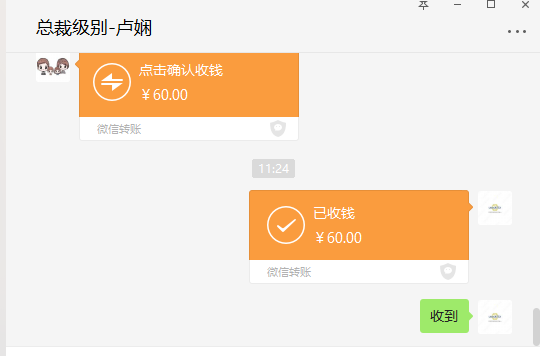 总裁级别-卢娴
点击确认收钱
￥60.00
微信转账
11:24
已收钱
￥60.00
微信转账
收到